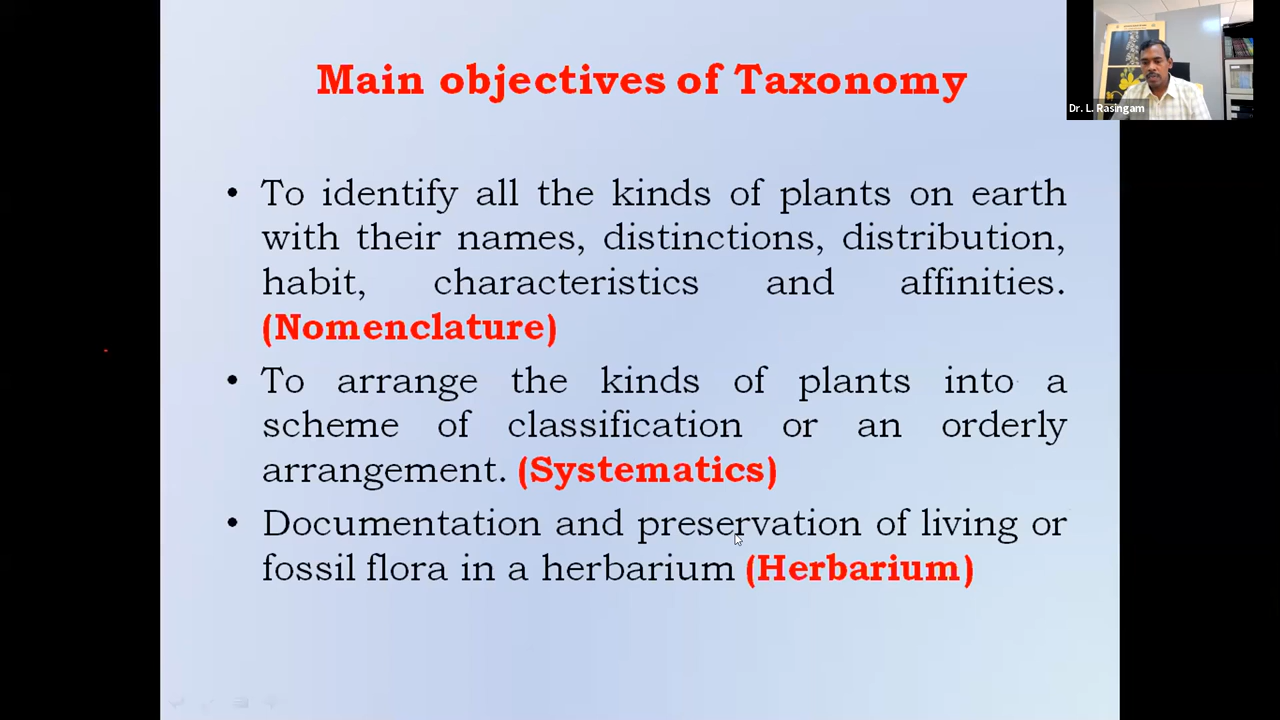 Main objectives of Taxonomy
Dr. L. Rasingam
• To identify all the kinds of plants on earth
with their names, distinctions, distribution,
habit, characteristics and affinities.
(Nomenclature)
• To arrange the kinds of plants into a
scheme of classification or an orderly
arrangement. (Systematics)
• Documentation and preservation of living or
fossil flora in a herbarium (Herbarium)